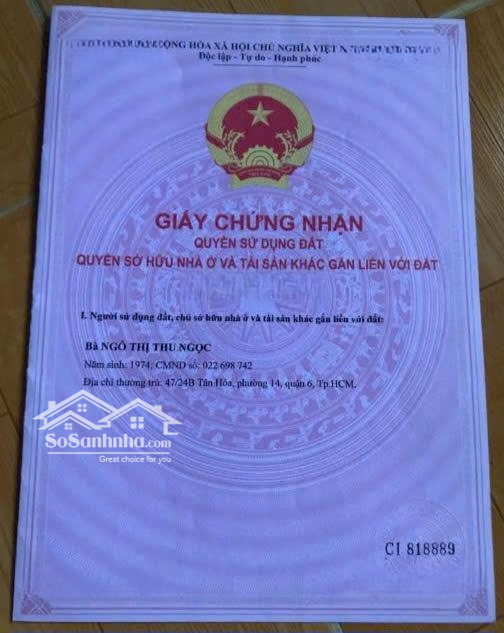 CỘNG HÒA XÃ HỘI CHỦ NGHĨA VIỆT NAM
Độc lập - Tự do - Hạnh phúc
GIẤY CHỨNG NHẬN
QUYỀN SỬ DỤNG ĐẤT
QUYỀN SỞ HỮU NHÀ Ở VÀ TÀI SẢN KHÁC GẮN LIỀN VỚI ĐẤT
I. Người sử dụng đất, chủ sở hữu nhà ở và tài sản khác gắn liền với đất:
Bà NGÔ THỊ THU NGỌC
Năm sinh: 1974; CMND số: 022 698 742
Địa chỉ thường trú: 47/24B Tân Hóa, phường 14, quận 6, Tp.HCM.
SoSanhnha.com
Great choice for you
CI 818889